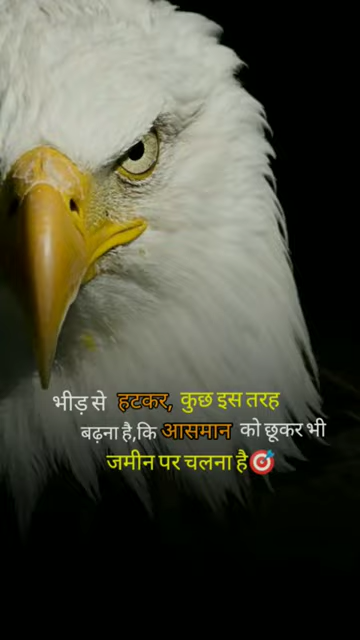 भीड़ से हटकर, कुछ इस तरह
बढ़ना है,कि आसमान को छूकर भी
जमीन पर चलना है🎯